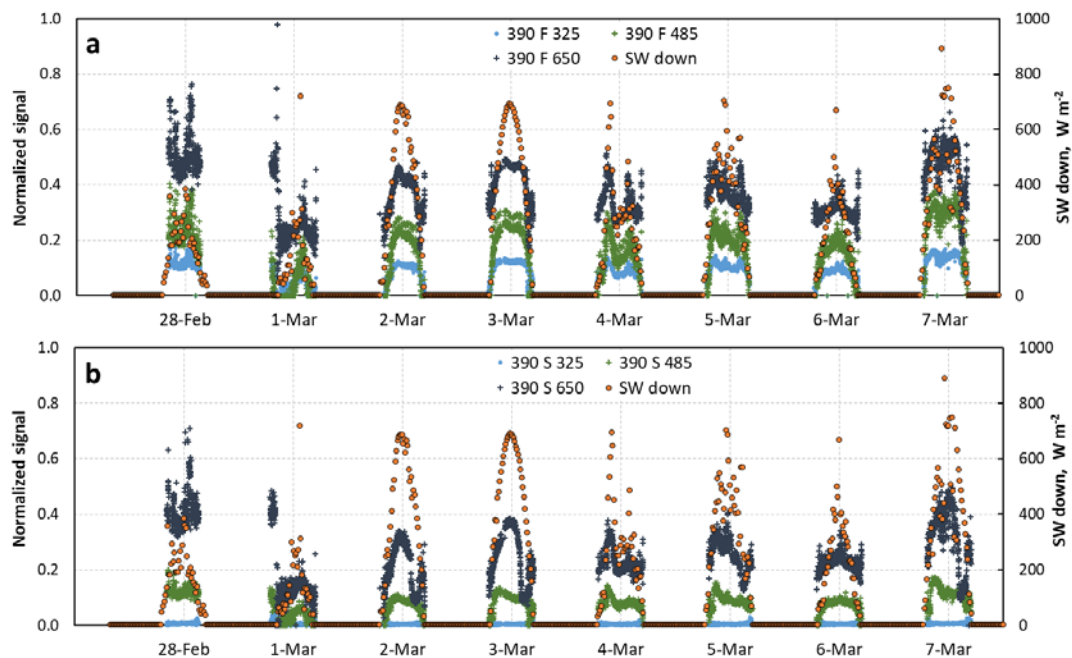 a
390 F 325
390 F 485
390 F 650
SW down
Normalized signal
1.0
0.8
0.6
0.4
0.2
0.0
1000
800
600
400
200
0
SW down, W m-2
28-Feb
1-Mar
2-Mar
3-Mar
4-Mar
5-Mar
6-Mar
7-Mar
b
390 S 325
390 S 485
390 S 650
SW down
Normalized signal
1.0
0.8
0.6
0.4
0.2
0.0
1000
800
600
400
200
0
SW down, W m-2
28-Feb
1-Mar
2-Mar
3-Mar
4-Mar
5-Mar
6-Mar
7-Mar